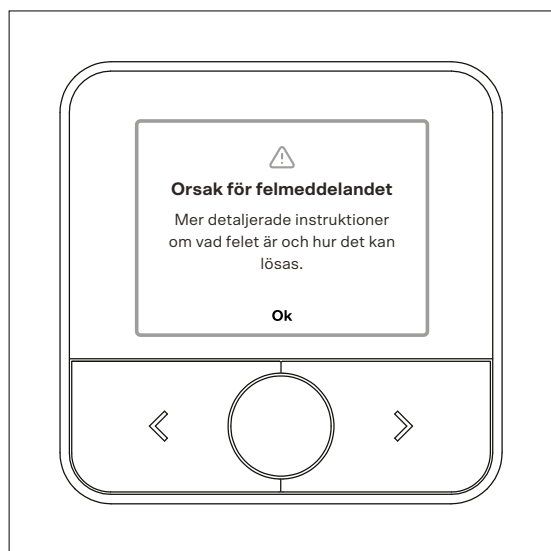 Orsak för felmeddelandet
Mer detaljerade instruktioner
om vad felet är och hur det kan
lösas.
Ok